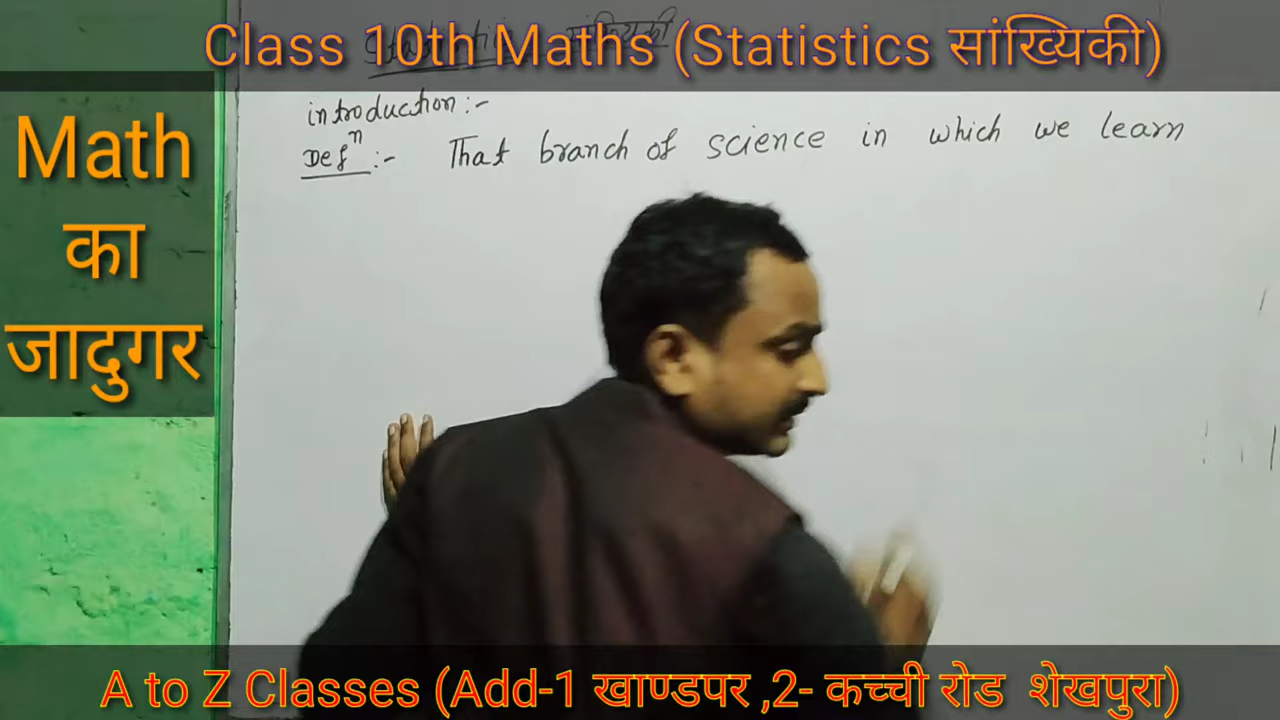 Class 10th Maths (Statistics सांख्यिकी)
Math
का
जादुगर
introduction :-
Defⁿ :- That branch of science in which we learn
A to Z Classes (Add-1 खाण्डपर ,2- कच्ची रोड शेखपुरा)